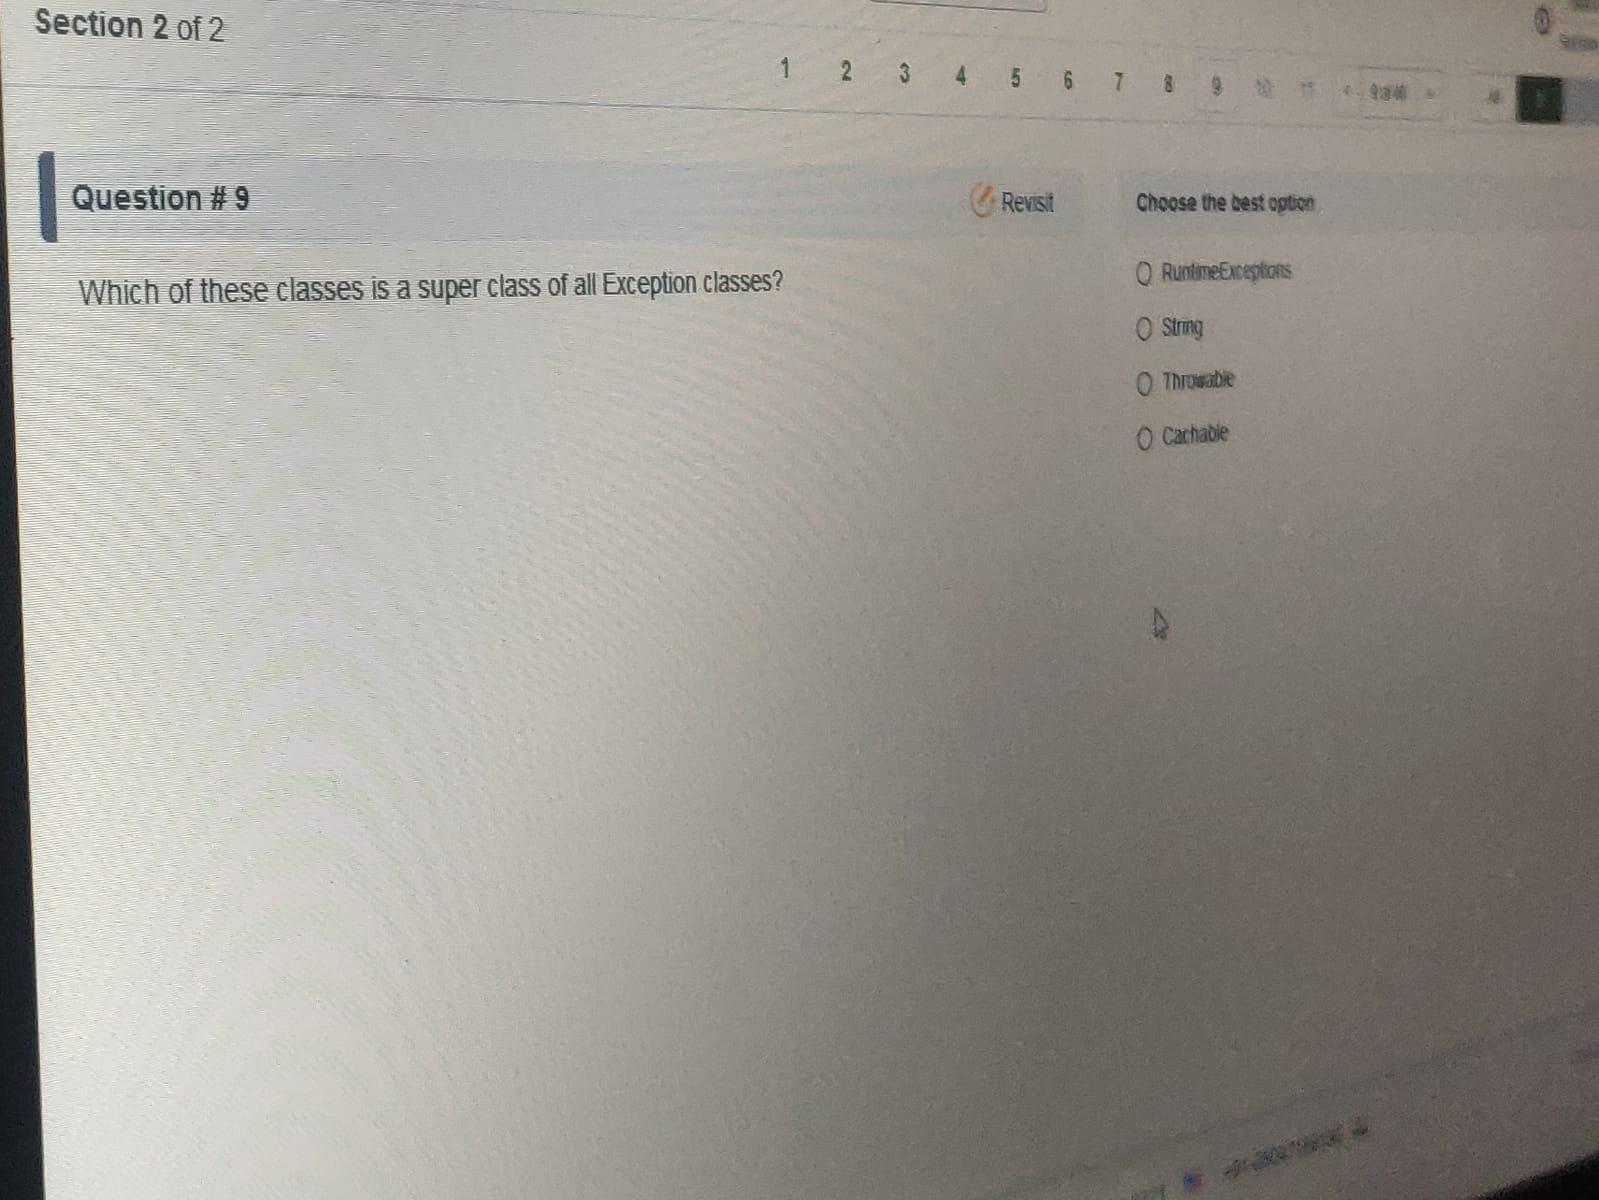 Section 2 of 2
1 2 3 4 5 6 7 8 9 10 11
Question # 9
Revisit
Which of these classes is a super class of all Exception classes?
Choose the best option
RuntimeExceptions
String
Throwable
Cachable